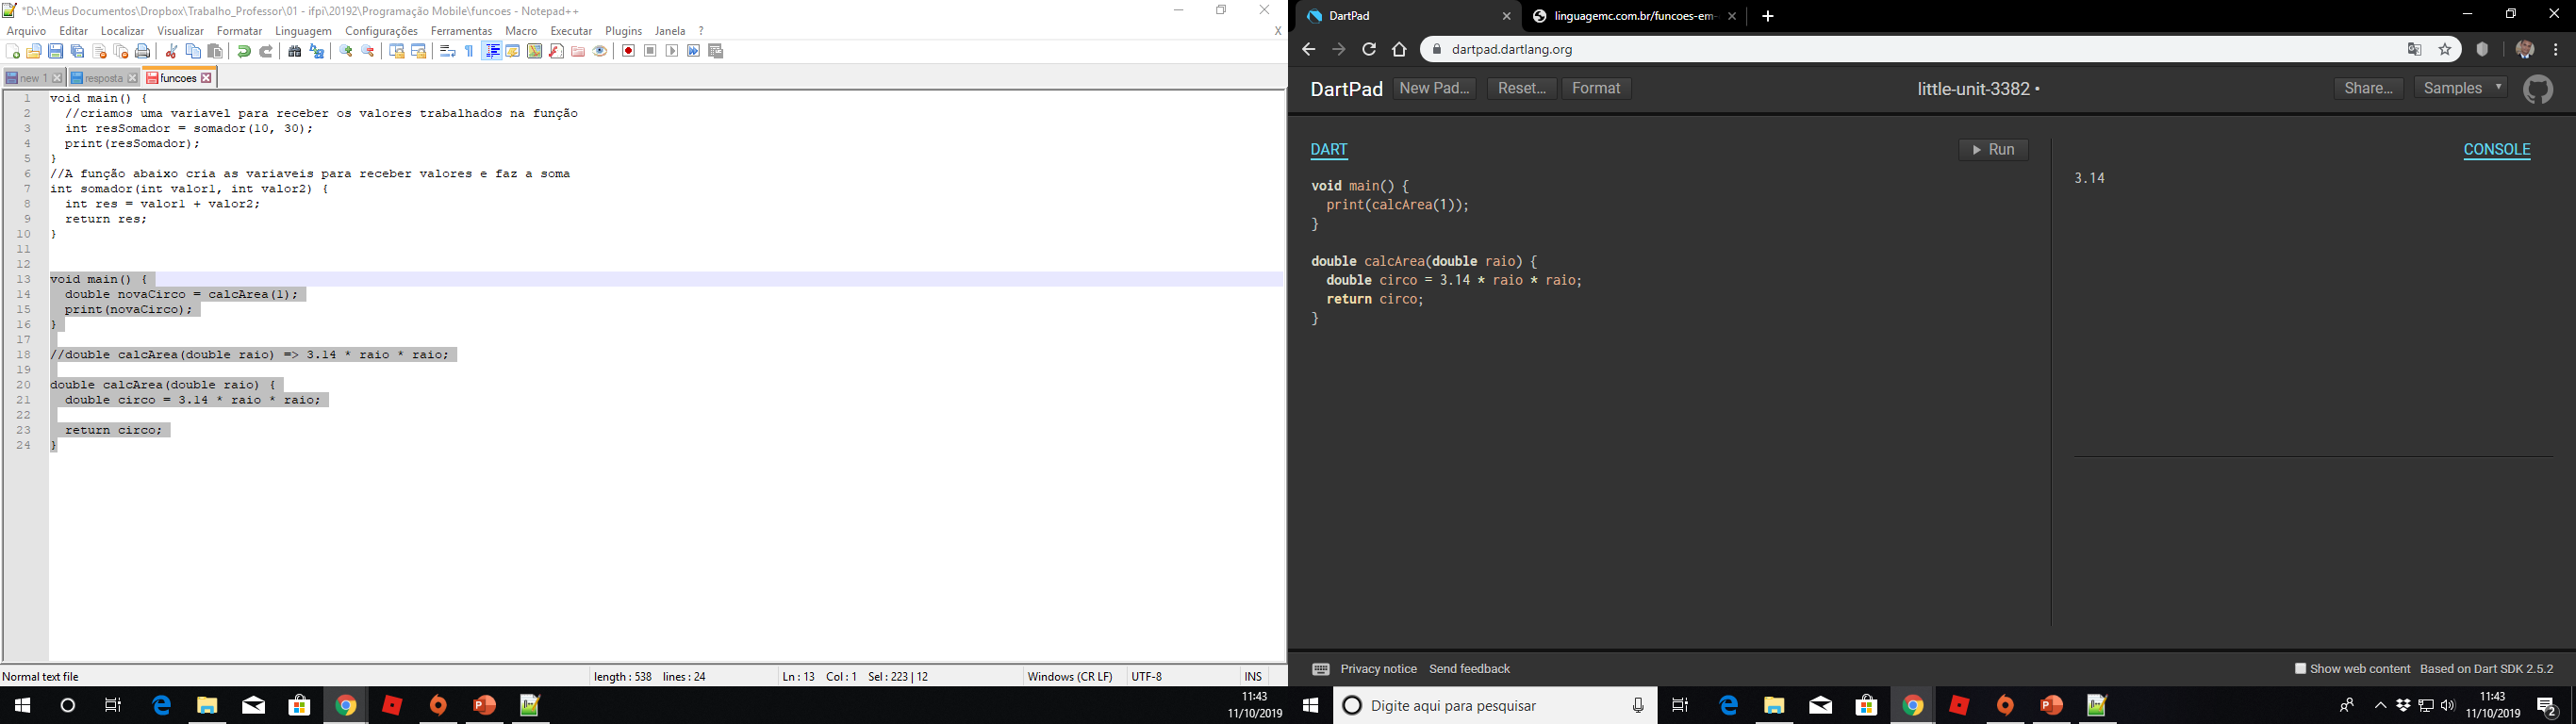 *D:\Meus Documentos\Dropbox\Trabalho_Professor\01 - ifpi\20192\Programação Mobile\funcoes - Notepad++
Arquivo Editar Localizar Visualizar Formatar Linguagem Configurações Ferramentas Macro Executar Plugins Janela ? X
new 1 resposta funcoes
1 void main() {
2 //criamos uma variavel para receber os valores trabalhados na função
3 int resSomador = somador(10, 30);
4 print(resSomador);
5 }
6 //A função abaixo cria as variaveis para receber valores e faz a soma
7 int somador(int valor1, int valor2) {
8 int res = valor1 + valor2;
9 return res;
10 }
11
12
13 void main() {
14 double novaCirco = calcArea(1);
15 print(novaCirco);
16 }
17
18 //double calcArea(double raio) => 3.14 * raio * raio;
19
20 double calcArea(double raio) {
21 double circo = 3.14 * raio * raio;
22
23 return circo;
24 }
Normal text file length : 538 lines : 24 Ln : 13 Col : 1 Sel : 223 | 12 Windows (CR LF) UTF-8 INS
11:43
11/10/2019
DartPad linguagemc.com.br/funcoes-em-
dartpad.dartlang.org
DartPad New Pad... Reset... Format little-unit-3382 • Share... Samples
DART Run CONSOLE
void main() {
print(calcArea(1));
}
double calcArea(double raio) {
double circo = 3.14 * raio * raio;
return circo;
}
3.14
Privacy notice Send feedback Show web content Based on Dart SDK 2.5.2
Digite aqui para pesquisar
11:43
11/10/2019
2